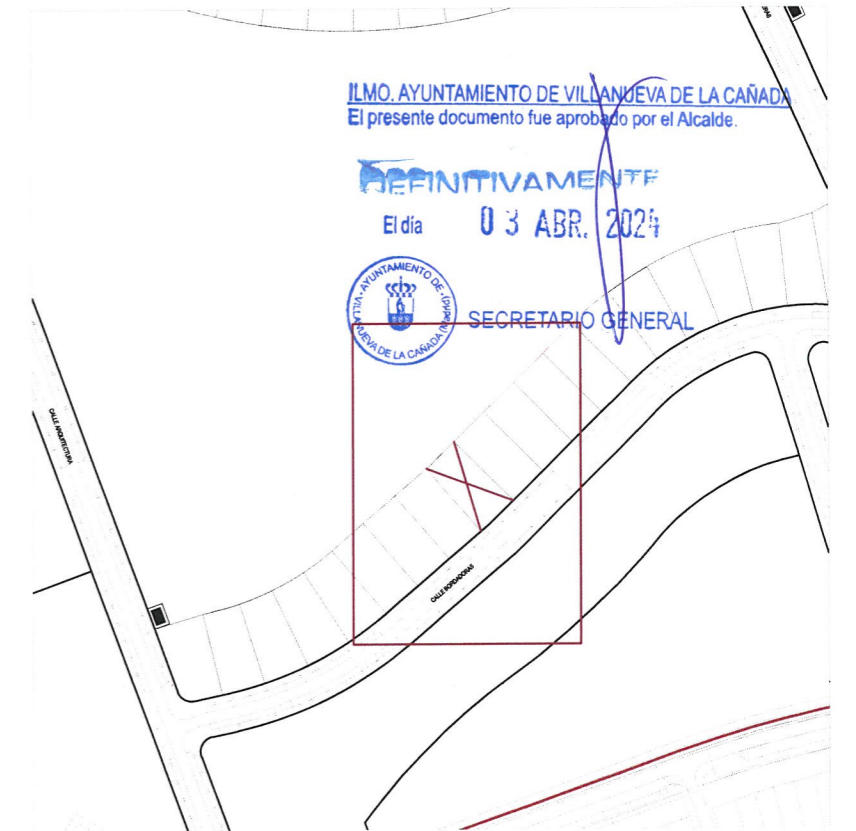 ILMO. AYUNTAMIENTO DE VILLANUEVA DE LA CAÑADA
El presente documento fue aprobado por el Alcalde.
DEFINITIVAMENTE
El día 03 ABR. 2024
AYUNTAMIENTO DE VILLANUEVA DE LA CAÑADA (Madrid)
SECRETARIO GENERAL
CALLE ARQUITECTURA
CALLE BORDADORAS